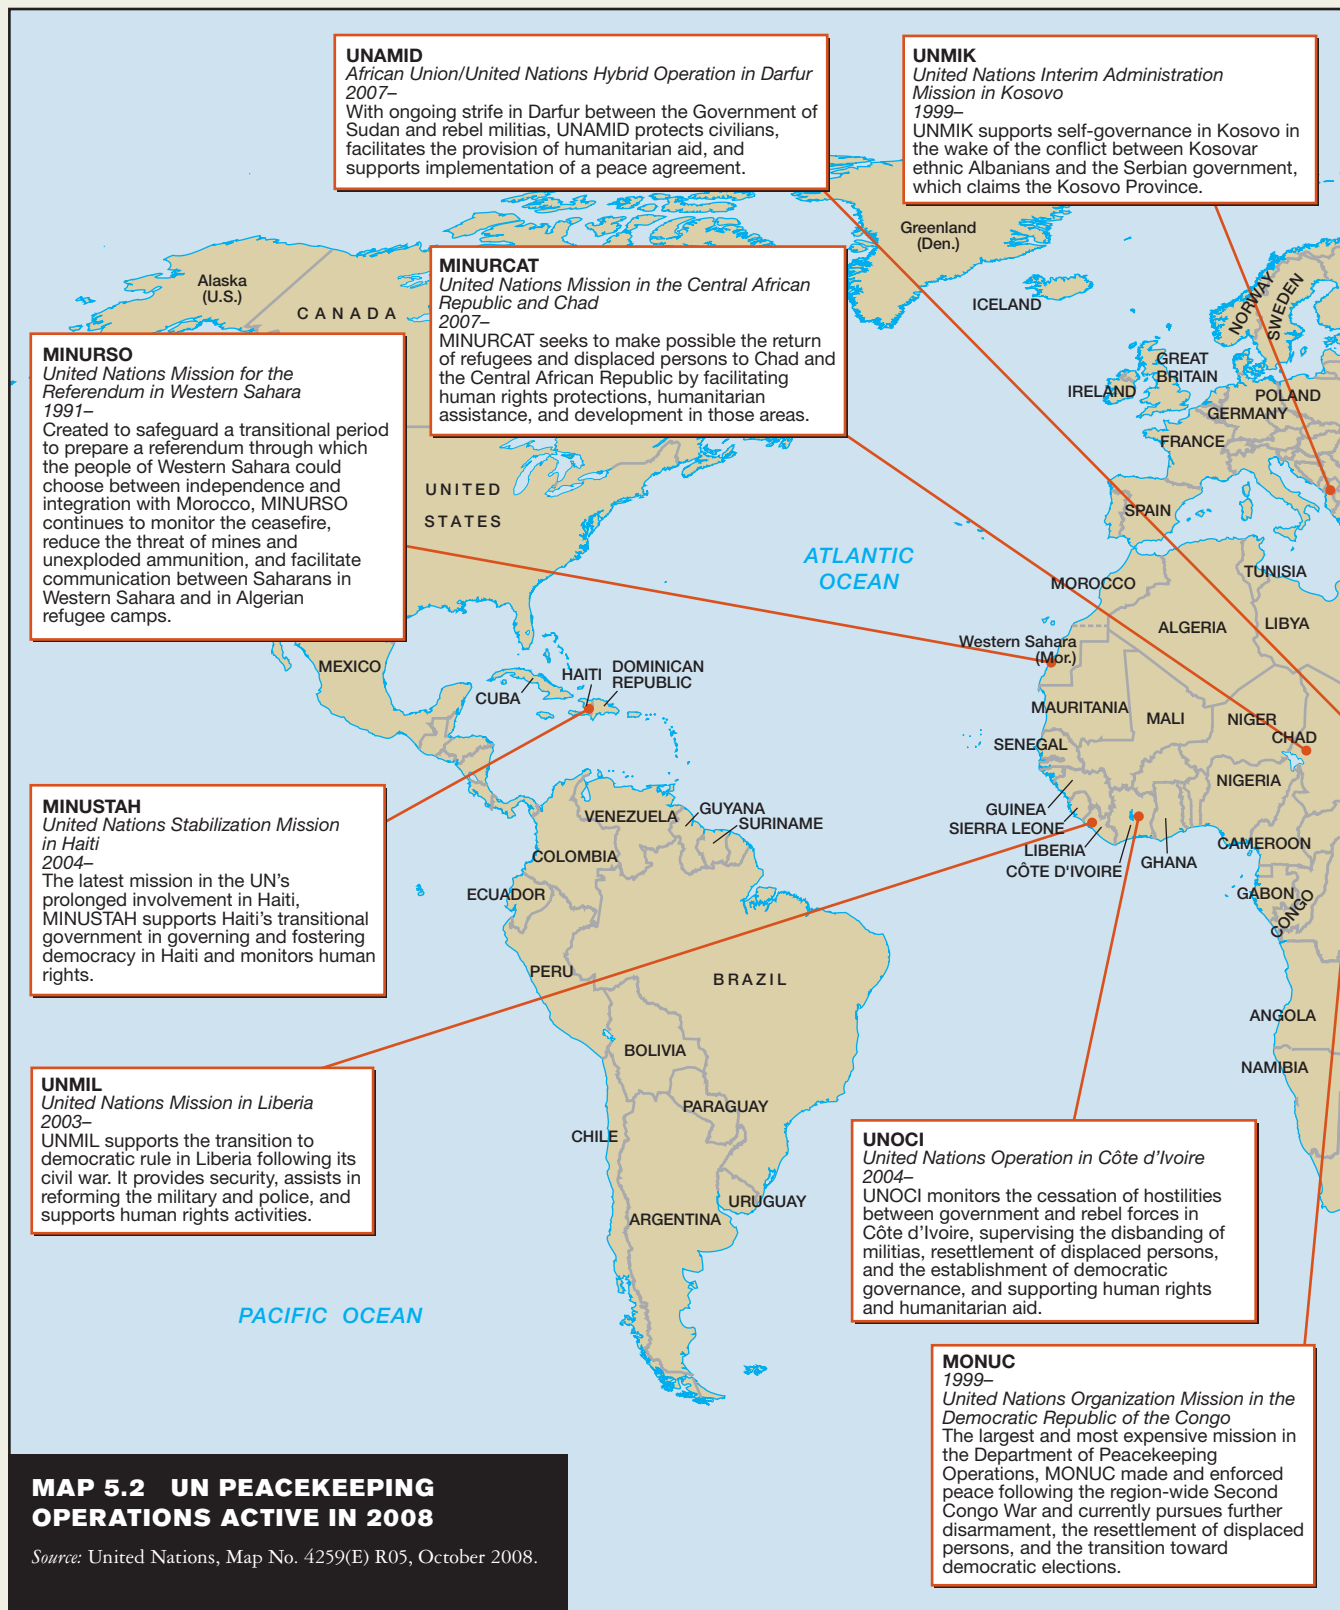 UNAMID
African Union/United Nations Hybrid Operation in Darfur
2007–
With ongoing strife in Darfur between the Government of
Sudan and rebel militias, UNAMID protects civilians,
facilitates the provision of humanitarian aid, and
supports implementation of a peace agreement.
UNMIK
United Nations Interim Administration
Mission in Kosovo
1999–
UNMIK supports self-governance in Kosovo in
the wake of the conflict between Kosovar
ethnic Albanians and the Serbian government,
which claims the Kosovo Province.
MINURCAT
United Nations Mission in the Central African
Republic and Chad
2007–
MINURCAT seeks to make possible the return
of refugees and displaced persons to Chad and
the Central African Republic by facilitating
human rights protections, humanitarian
assistance, and development in those areas.
MINURSO
United Nations Mission for the
Referendum in Western Sahara
1991–
Created to safeguard a transitional period
to prepare a referendum through which
the people of Western Sahara could
choose between independence and
integration with Morocco, MINURSO
continues to monitor the ceasefire,
reduce the threat of mines and
unexploded ammunition, and facilitate
communication between Saharans in
Western Sahara and in Algerian
refugee camps.
MINUSTAH
United Nations Stabilization Mission
in Haiti
2004–
The latest mission in the UN's
prolonged involvement in Haiti,
MINUSTAH supports Haiti's transitional
government in governing and fostering
democracy in Haiti and monitors human
rights.
UNMIL
United Nations Mission in Liberia
2003–
UNMIL supports the transition to
democratic rule in Liberia following its
civil war. It provides security, assists in
reforming the military and police, and
supports human rights activities.
UNOCI
United Nations Operation in Côte d'Ivoire
2004–
UNOCI monitors the cessation of hostilities
between government and rebel forces in
Côte d'Ivoire, supervising the disbanding of
militias, resettlement of displaced persons,
and the establishment of democratic
governance, and supporting human rights
and humanitarian aid.
MONUC
1999–
United Nations Organization Mission in the
Democratic Republic of the Congo
The largest and most expensive mission in
the Department of Peacekeeping
Operations, MONUC made and enforced
peace following the region-wide Second
Congo War and currently pursues further
disarmament, the resettlement of displaced
persons, and the transition toward
democratic elections.
Alaska
(U.S.)
CANADA
Greenland
(Den.)
ICELAND
NORWAY
SWEDEN
GREAT
BRITAIN
IRELAND
POLAND
GERMANY
FRANCE
SPAIN
UNITED
STATES
ATLANTIC
OCEAN
MOROCCO
TUNISIA
ALGERIA
LIBYA
Western Sahara
(Mor.)
MEXICO
CUBA
HAITI
DOMINICAN
REPUBLIC
MAURITANIA
MALI
NIGER
CHAD
SENEGAL
NIGERIA
GUINEA
SIERRA LEONE
LIBERIA
CÔTE D'IVOIRE
GHANA
CAMEROON
GABON
CONGO
VENEZUELA
GUYANA
SURINAME
COLOMBIA
ECUADOR
PERU
BRAZIL
BOLIVIA
PARAGUAY
CHILE
URUGUAY
ARGENTINA
ANGOLA
NAMIBIA
PACIFIC OCEAN
MAP 5.2 UN PEACEKEEPING
OPERATIONS ACTIVE IN 2008
Source: United Nations, Map No. 4259(E) R05, October 2008.